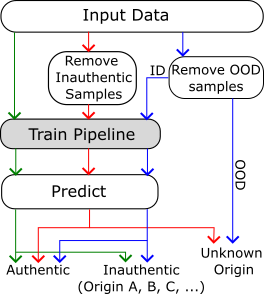 Input Data
Remove
Inauthentic
Samples
ID
Remove OOD
samples
Train Pipeline
OOD
Predict
Authentic
Inauthentic
(Origin A, B, C, ...)
Unknown
Origin